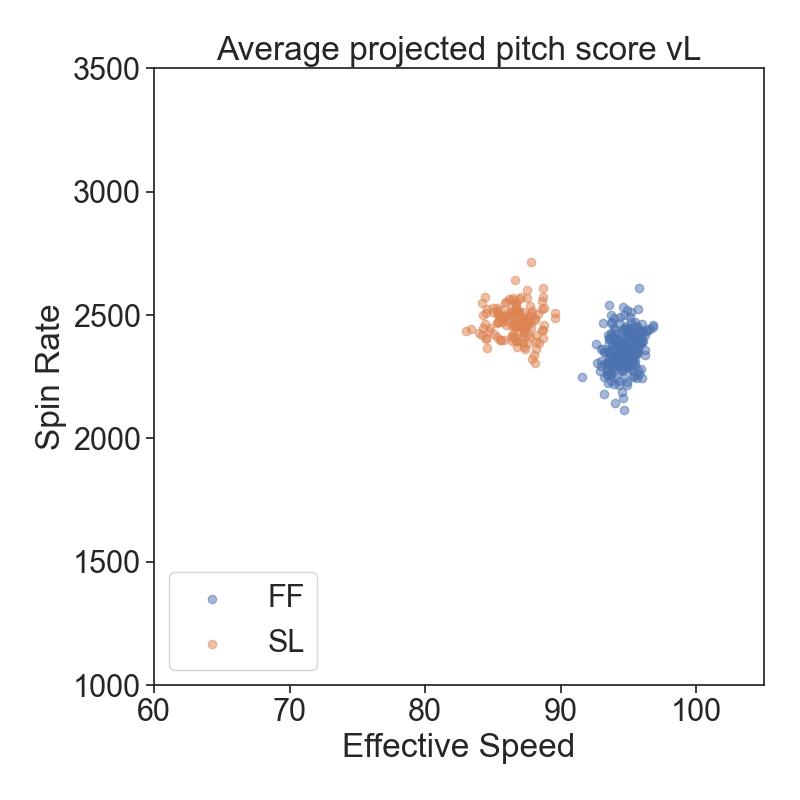 Average projected pitch score vL
3500
3000
2500
2000
1500
1000
Spin Rate
FF
SL
60 70 80 90 100
Effective Speed